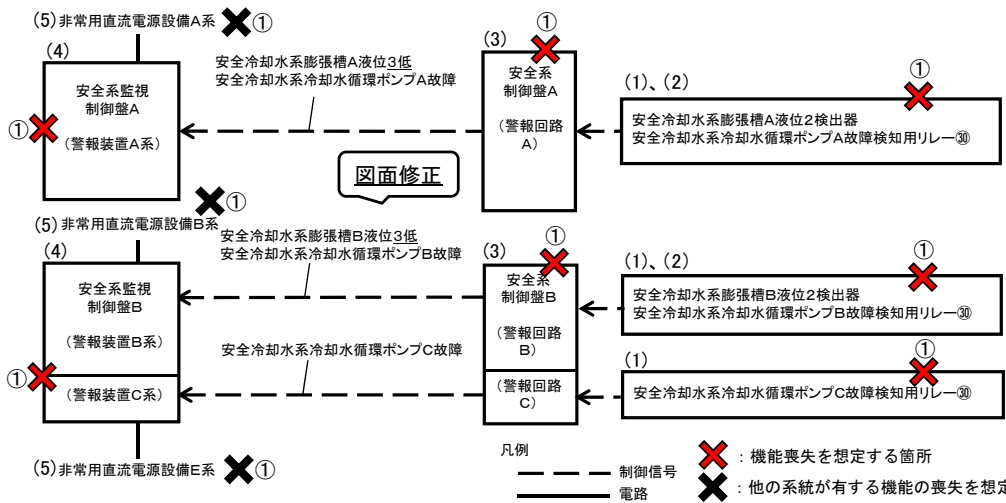 (5)非常用直流電源設備A系 ①
(4)
安全系監視
制御盤A
(警報装置A系)
①
安全冷却水系膨張槽A液位3低
安全冷却水系冷却水循環ポンプA故障
(3)
①
安全系
制御盤A
(警報回路
A)
(1)、(2)
①
安全冷却水系膨張槽A液位2検出器
安全冷却水系冷却水循環ポンプA故障検知用リレー㉚
図面修正
①
(5)非常用直流電源設備B系
(4)
安全系監視
制御盤B
(警報装置B系)
①
(警報装置C系)
安全冷却水系膨張槽B液位3低
安全冷却水系冷却水循環ポンプB故障
安全冷却水系冷却水循環ポンプC故障
(3)
①
安全系
制御盤B
(警報回路
B)
(警報回路
C)
(1)、(2)
①
安全冷却水系膨張槽B液位2検出器
安全冷却水系冷却水循環ポンプB故障検知用リレー㉚
(1)
①
安全冷却水系冷却水循環ポンプC故障検知用リレー㉚
(5)非常用直流電源設備E系 ①
凡例
制御信号
電路
：機能喪失を想定する箇所
：他の系統が有する機能の喪失を想定